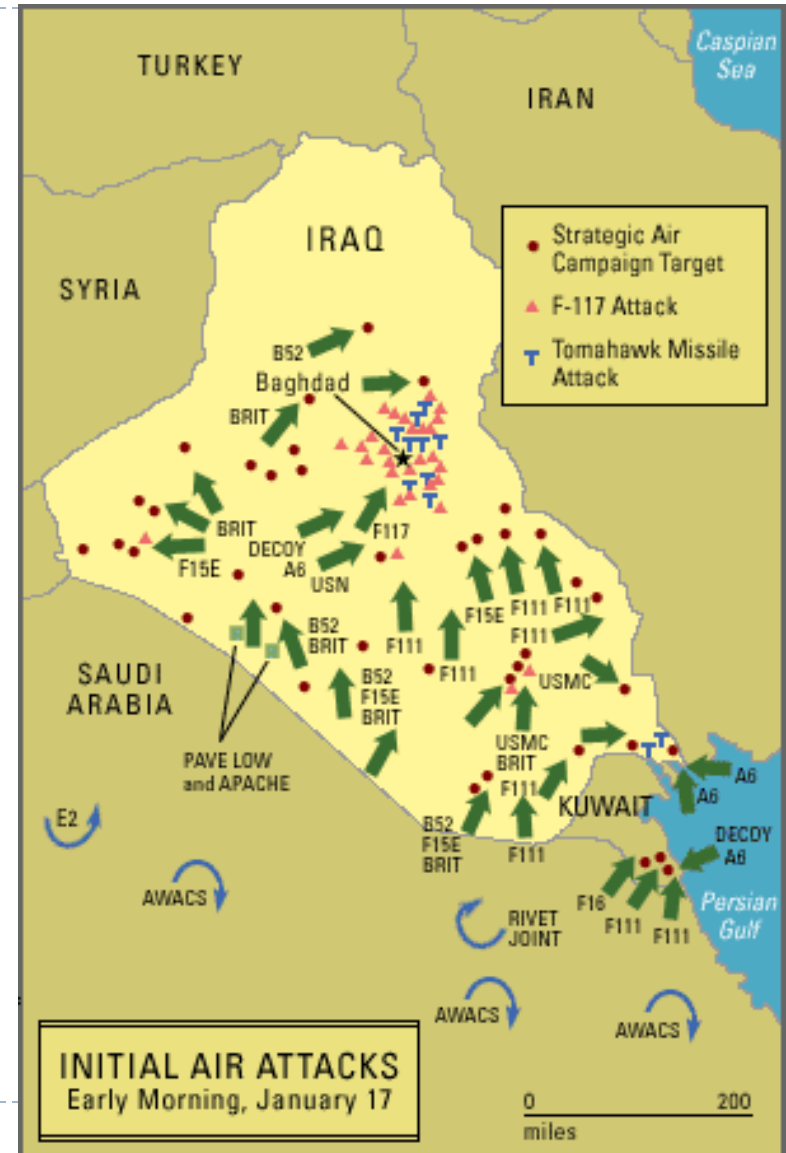 TURKEY
Caspian
Sea
IRAN
IRAQ
SYRIA
Strategic Air
Campaign Target
F-117 Attack
Tomahawk Missile
Attack
B52
Baghdad
BRIT
BRIT
F117
DECOY
A6
USN
F15E
F15E
F111
F111
F111
B52
BRIT
F111
F111
SAUDI
ARABIA
B52
F15E
BRIT
USMC
USMC
BRIT
F111
PAVE LOW
and APACHE
KUWAIT
A6
A6
E2
B52
F15E
BRIT
F111
DECOY
A6
AWACS
F16
F111
F111
Persian
Gulf
RIVET
JOINT
AWACS
AWACS
INITIAL AIR ATTACKS
Early Morning, January 17
0
200
miles